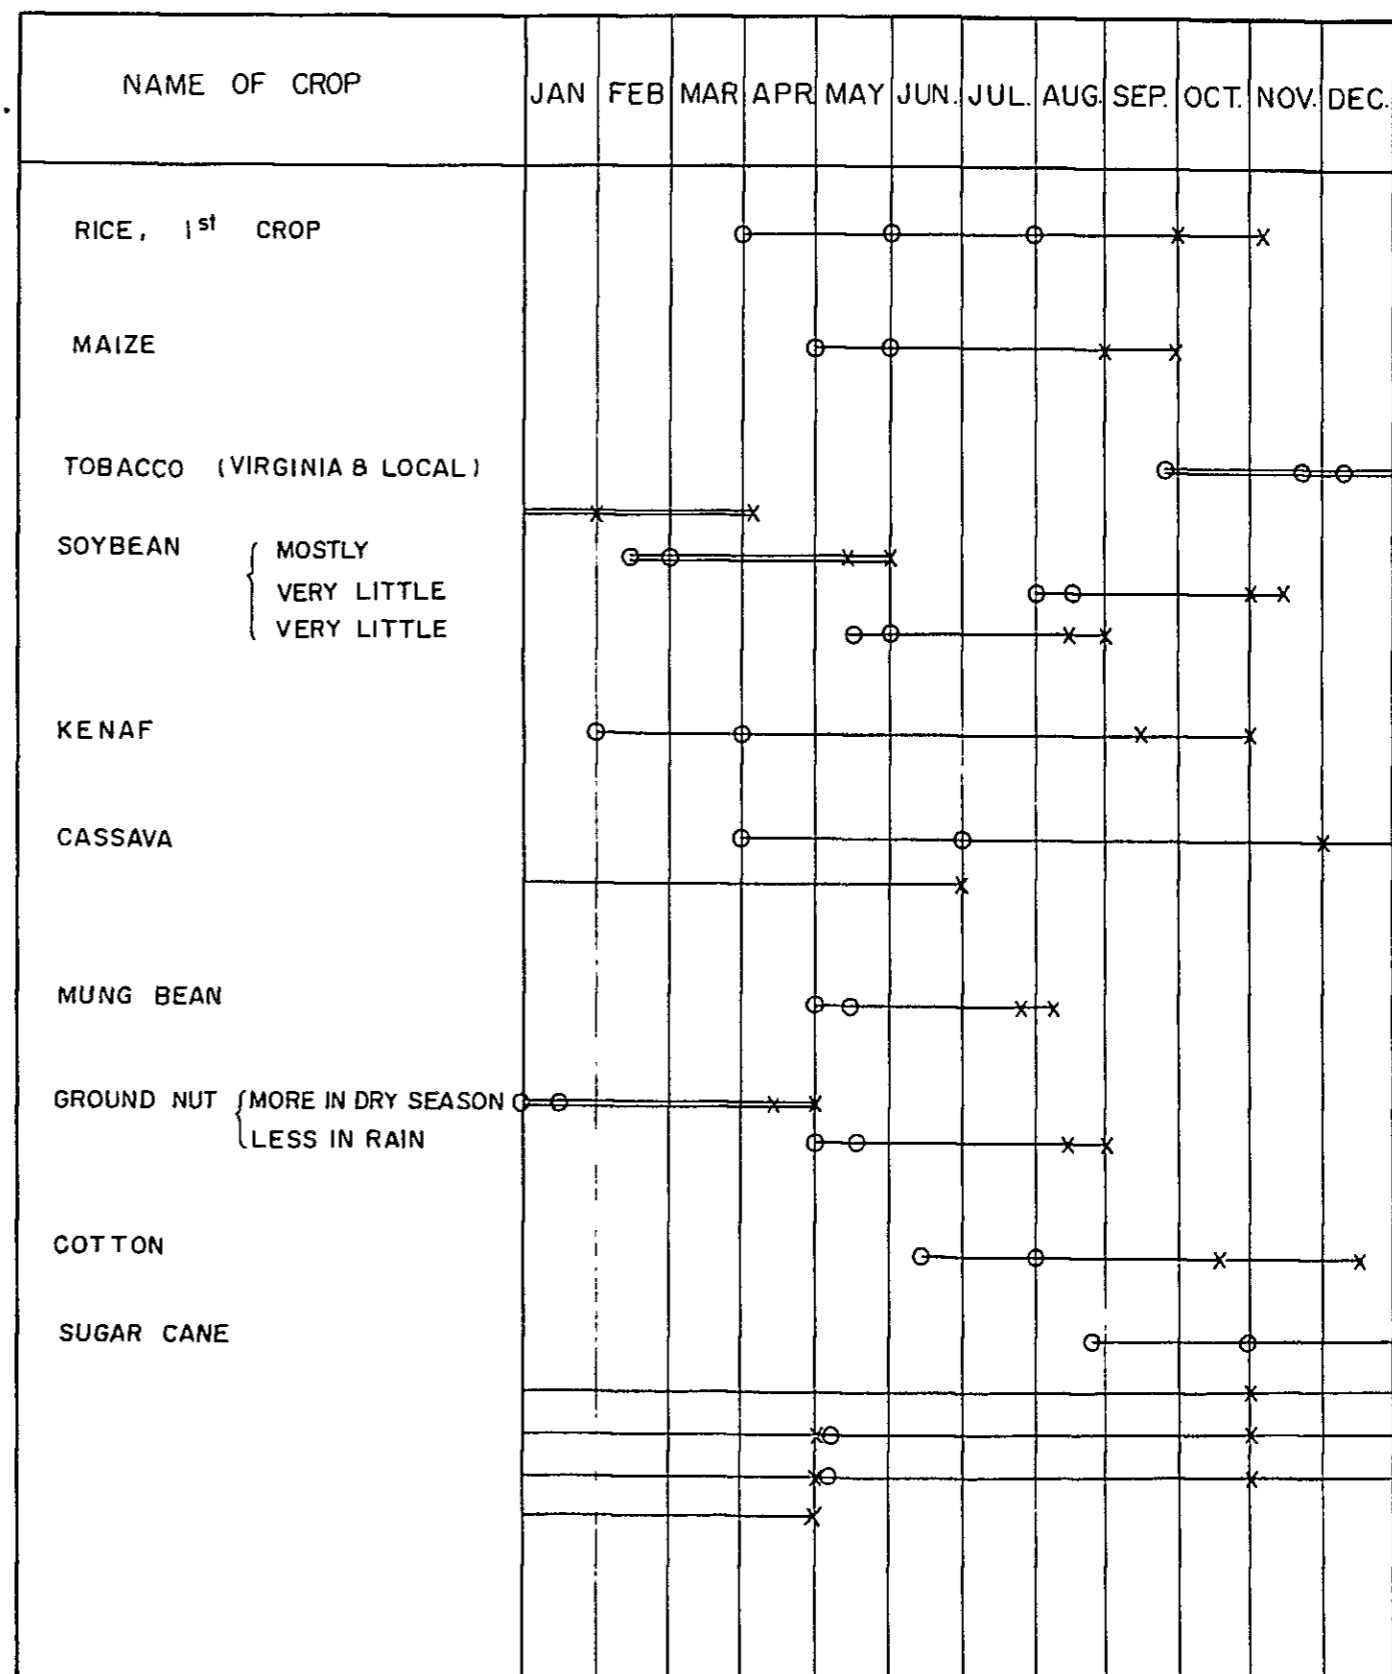 NAME OF CROP
JAN FEB MAR APR MAY JUN. JUL. AUG. SEP. OCT. NOV. DEC.
RICE, 1st CROP
MAIZE
TOBACCO (VIRGINIA & LOCAL)
SOYBEAN { MOSTLY
VERY LITTLE
VERY LITTLE
KENAF
CASSAVA
MUNG BEAN
GROUND NUT { MORE IN DRY SEASON
LESS IN RAIN
COTTON
SUGAR CANE